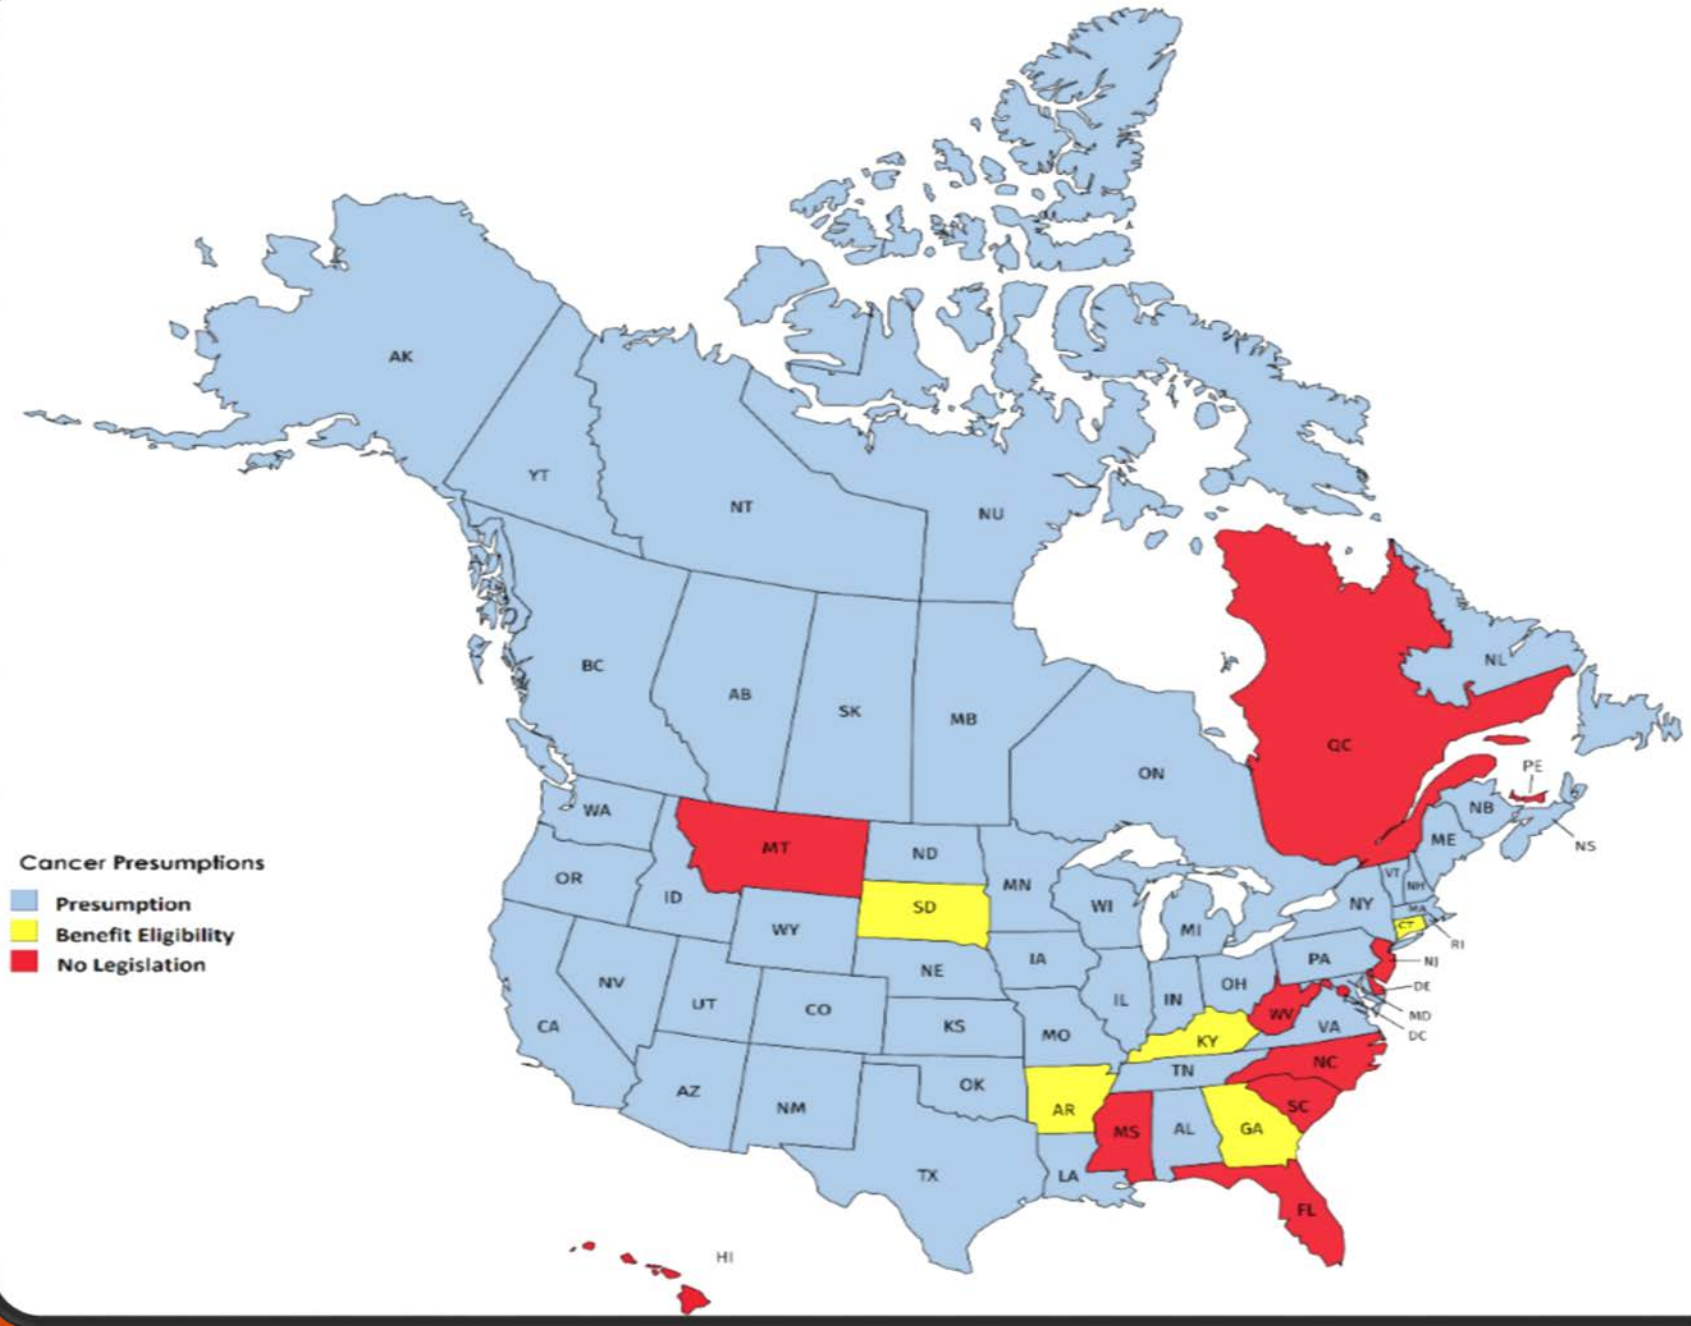 AK
YT
NT
NU
BC
AB
SK
MB
ON
QC
NL
PE
NB
NS
WA
MT
ND
ME
OR
ID
SD
MN
WI
MI
NY
VT
NH
MA
CT
RI
WY
NE
IA
PA
NJ
NV
UT
CO
IL
IN
OH
DE
CA
KS
MO
WV
VA
MD
DC
KY
AZ
NM
OK
AR
TN
NC
SC
MS
AL
GA
TX
LA
FL
HI
Cancer Presumptions
Presumption
Benefit Eligibility
No Legislation